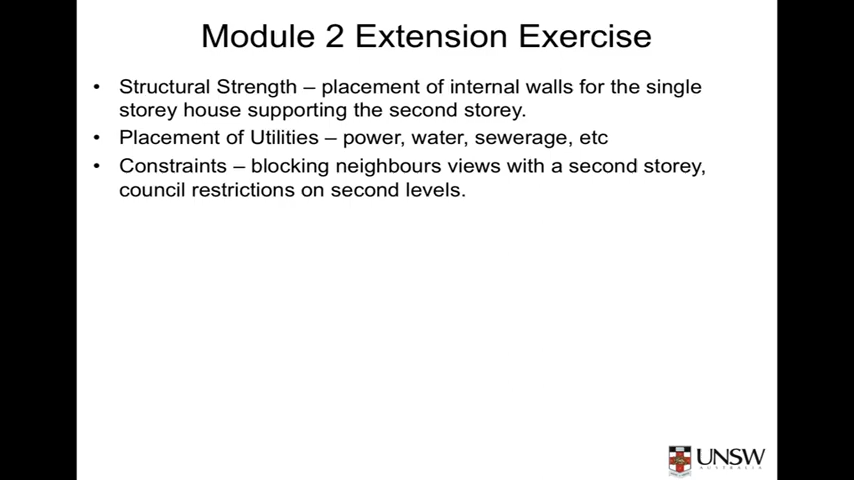 Module 2 Extension Exercise
• Structural Strength – placement of internal walls for the single
storey house supporting the second storey.
• Placement of Utilities – power, water, sewerage, etc
• Constraints – blocking neighbours views with a second storey,
council restrictions on second levels.
UNSW
AUSTRALIA